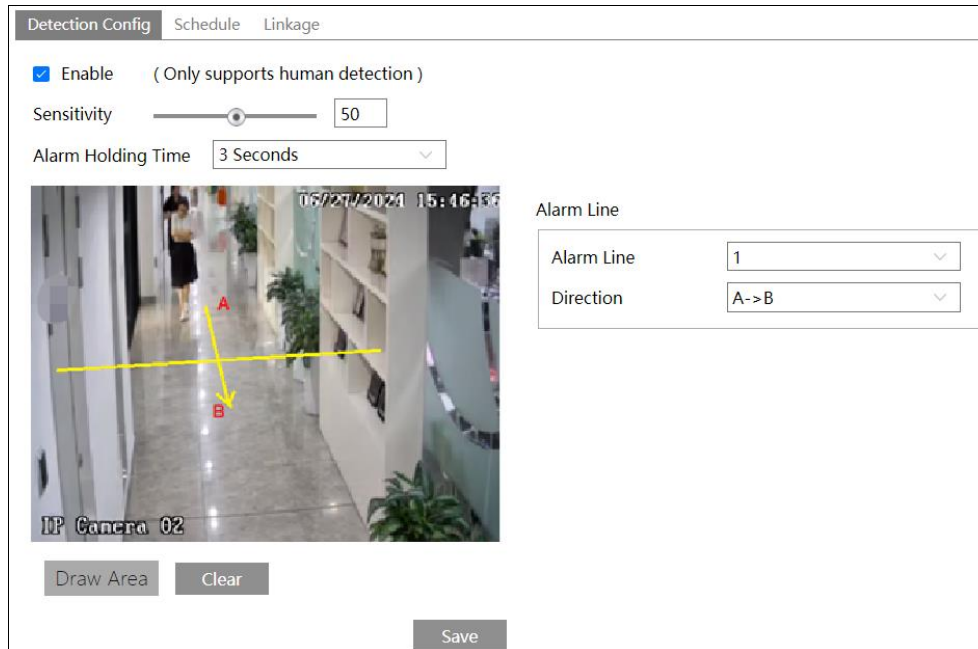 Detection Config Schedule Linkage
Enable ( Only supports human detection )
Sensitivity 50
Alarm Holding Time 3 Seconds
06/27/2024 15:46:36
A
B
IP Camera 02
Alarm Line
Alarm Line 1
Direction A->B
Draw Area Clear
Save